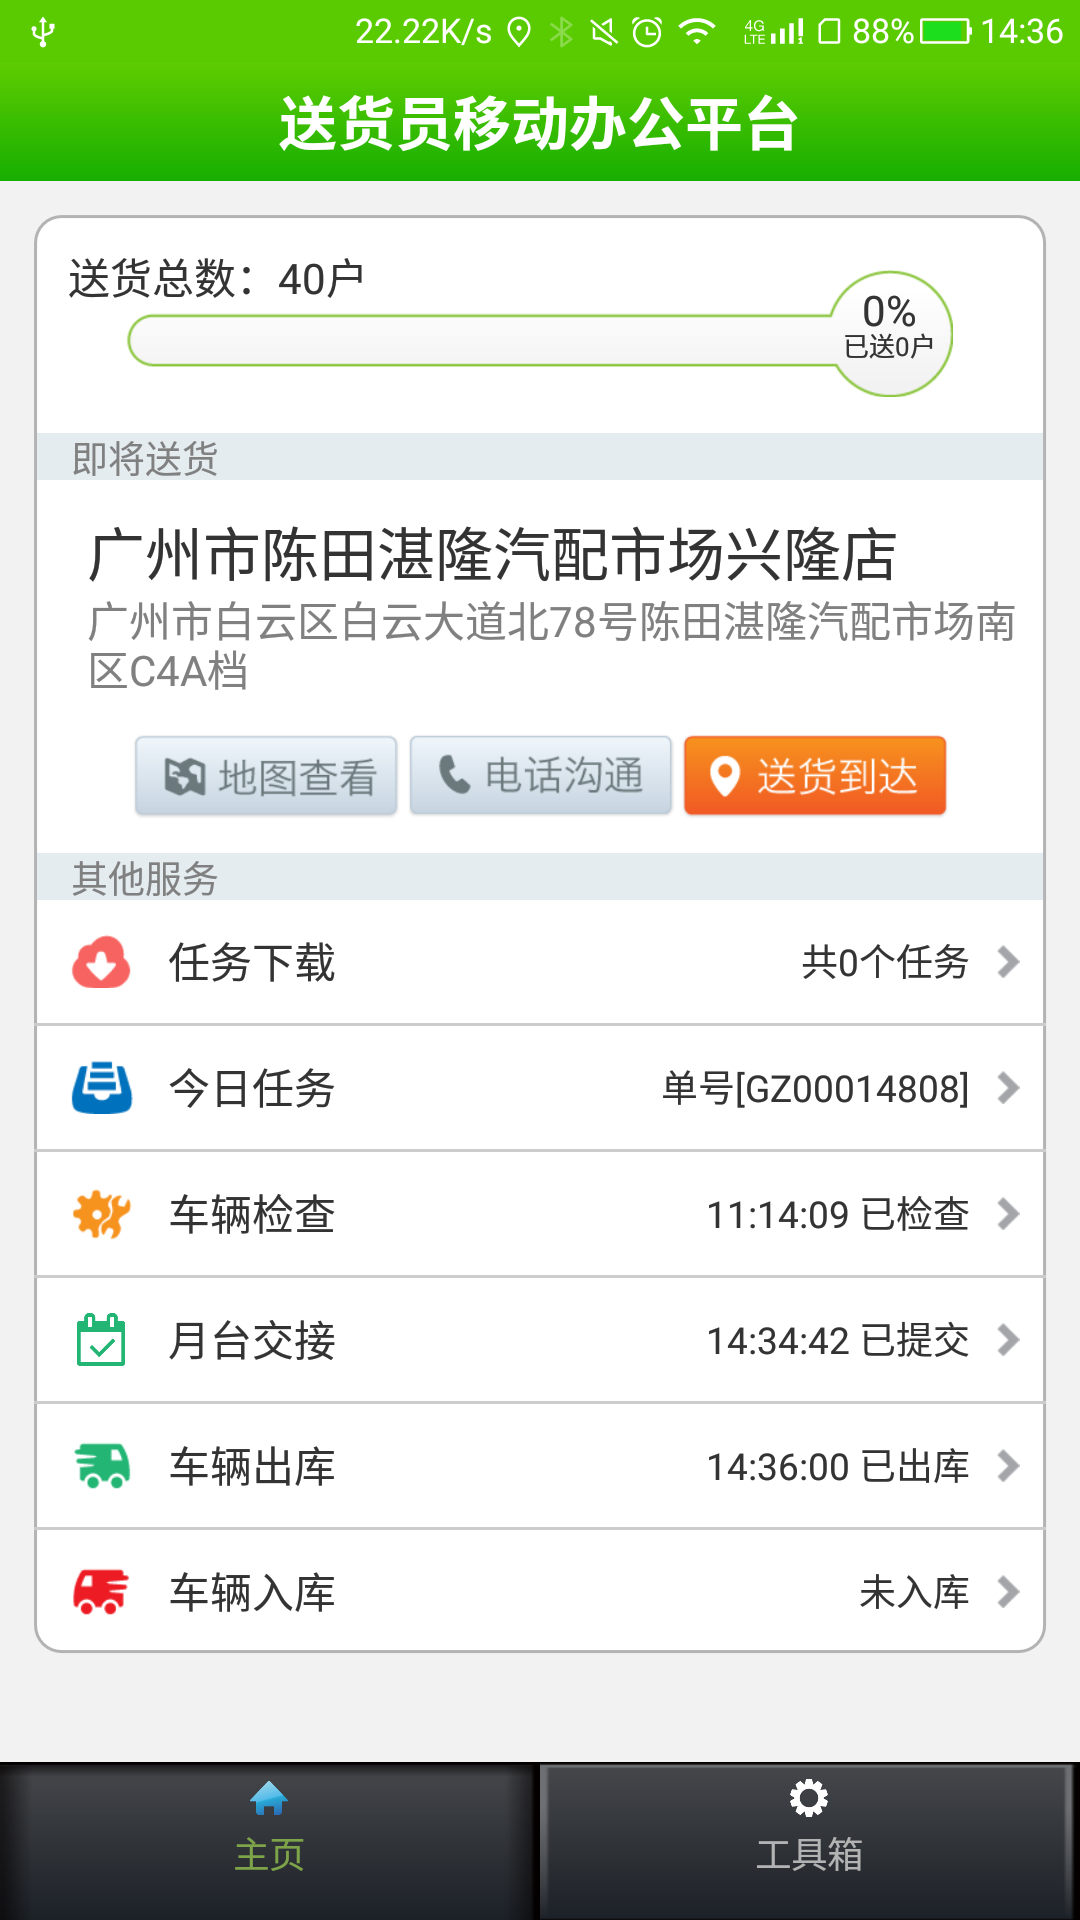 22.22K/s 4G LTE 88% 14:36
送货员移动办公平台
送货总数：40户
0%
已送0户
即将送货
广州市陈田湛隆汽配市场兴隆店
广州市白云区白云大道北78号陈田湛隆汽配市场南
区C4A档
地图查看 电话沟通 送货到达
其他服务
任务下载 共0个任务
今日任务 单号[GZ00014808]
车辆检查 11:14:09 已检查
月台交接 14:34:42 已提交
车辆出库 14:36:00 已出库
车辆入库 未入库
主页 工具箱